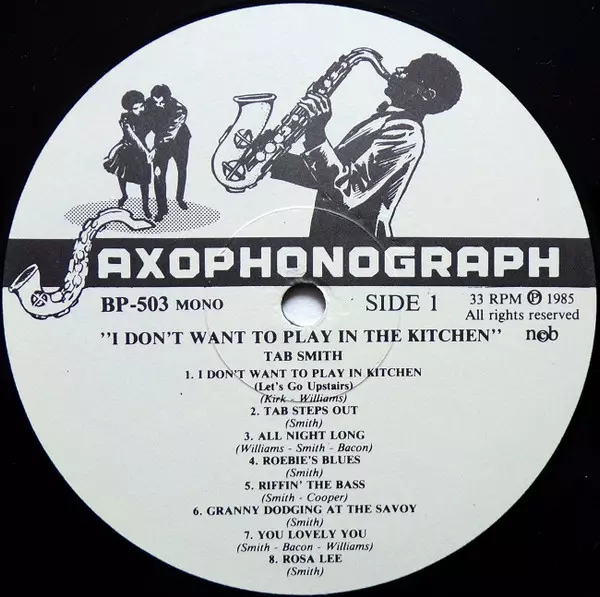 SAXOPHONOGRAPH
BP-503 MONO SIDE 1 33 RPM Ⓟ 1985
All rights reserved
"I DON'T WANT TO PLAY IN THE KITCHEN" n©b
TAB SMITH
1. I DON'T WANT TO PLAY IN KITCHEN
(Let's Go Upstairs)
(Kirk - Williams)
2. TAB STEPS OUT
(Smith)
3. ALL NIGHT LONG
(Williams - Smith - Bacon)
4. ROEBIE'S BLUES
(Smith)
5. RIFFIN' THE BASS
(Smith - Cooper)
6. GRANNY DODGING AT THE SAVOY
(Smith)
7. YOU LOVELY YOU
(Smith - Bacon - Williams)
8. ROSA LEE
(Smith)